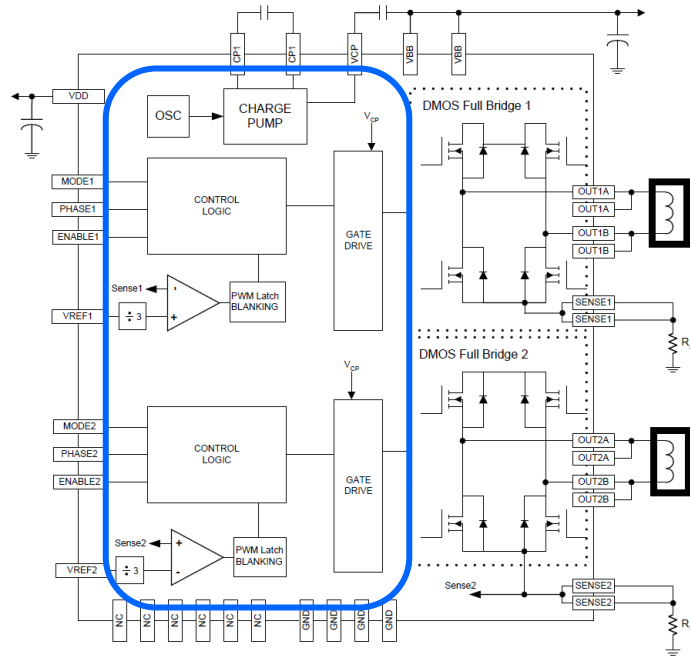 CP1
CP1
VCP
VBB
VBB
VDD
OSC
CHARGE
PUMP
DMOS Full Bridge 1
VCP
MODE1
PHASE1
ENABLE1
CONTROL
LOGIC
GATE
DRIVE
OUT1A
OUT1A
OUT1B
OUT1B
Sense1
-
+
PWM Latch
BLANKING
VREF1
÷ 3
SENSE1
SENSE1
DMOS Full Bridge 2
VCP
MODE2
PHASE2
ENABLE2
CONTROL
LOGIC
GATE
DRIVE
OUT2A
OUT2A
OUT2B
OUT2B
Sense2
+
-
PWM Latch
BLANKING
VREF2
÷ 3
Sense2
SENSE2
SENSE2
NC
NC
NC
NC
NC
NC
GND
GND
GND
GND